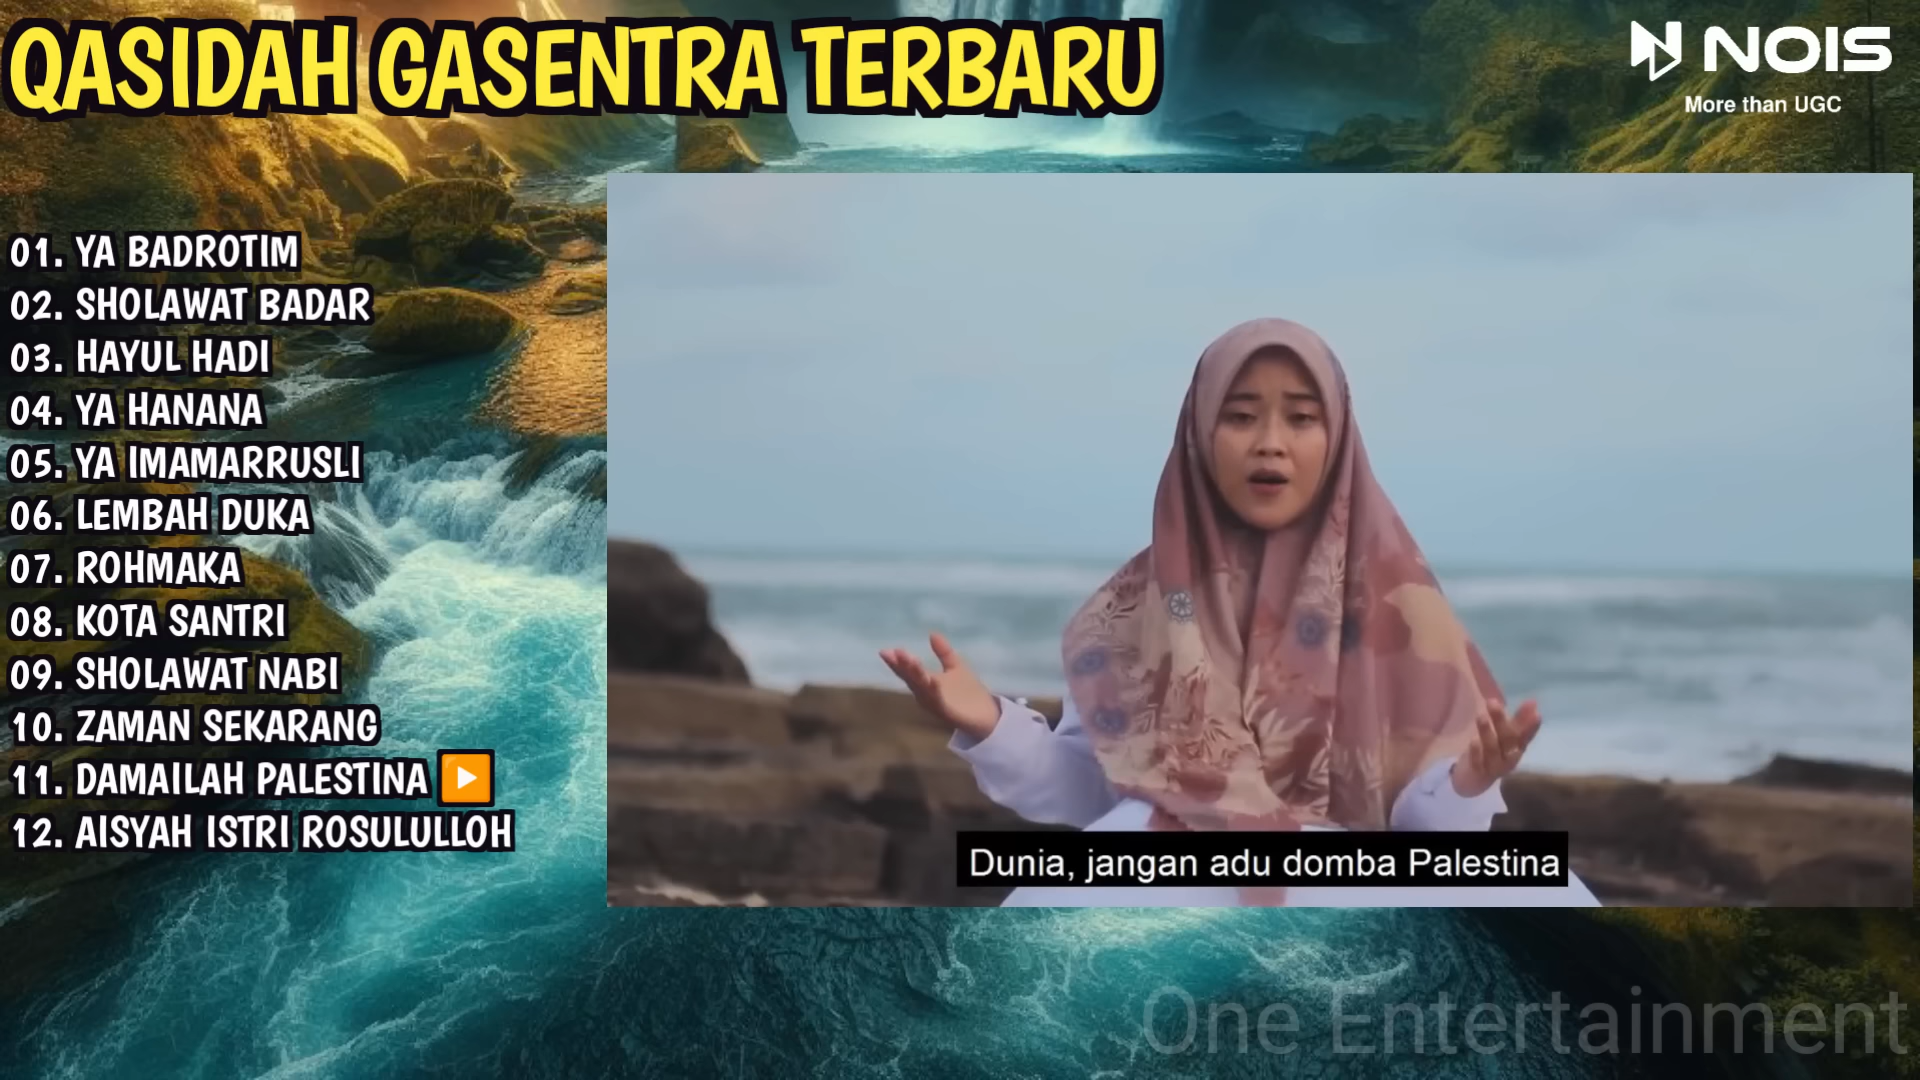 QASIDAH GASENTRA TERBARU
NOIS
More than UGC
01. YA BADROTIM
02. SHOLAWAT BADAR
03. HAYUL HADI
04. YA HANANA
05. YA IMAMARRUSLI
06. LEMBAH DUKA
07. ROHMAKA
08. KOTA SANTRI
09. SHOLAWAT NABI
10. ZAMAN SEKARANG
11. DAMAILAH PALESTINA
12. AISYAH ISTRI ROSULULLOH
Dunia, jangan adu domba Palestina
One Entertainment